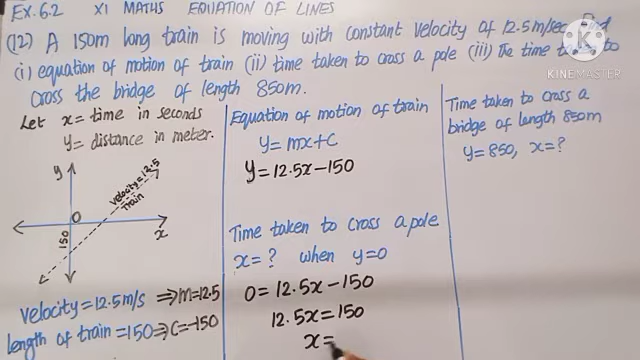 EX.6.2 XI MATHS EQUATION OF LINES
(12) A 150m long train is moving with constant velocity of 12.5m/sec
(i) equation of motion of train (ii) time taken to cross a pole (iii) The time to
cross the bridge of length 850m.
Let x = time in seconds
y = distance in meter.
y
velocity=12.5
Train
O
x
150
velocity = 12.5m/s ⇒ m=12.5
length of train = 150 ⇒ C=-150
Equation of motion of train
y = mx+c
y = 12.5x - 150
Time taken to cross a pole
x = ? when y=0
0 = 12.5x - 150
12.5x = 150
x =
Time taken to cross a
bridge of length 850m
y = 850, x = ?
KINEMASTER